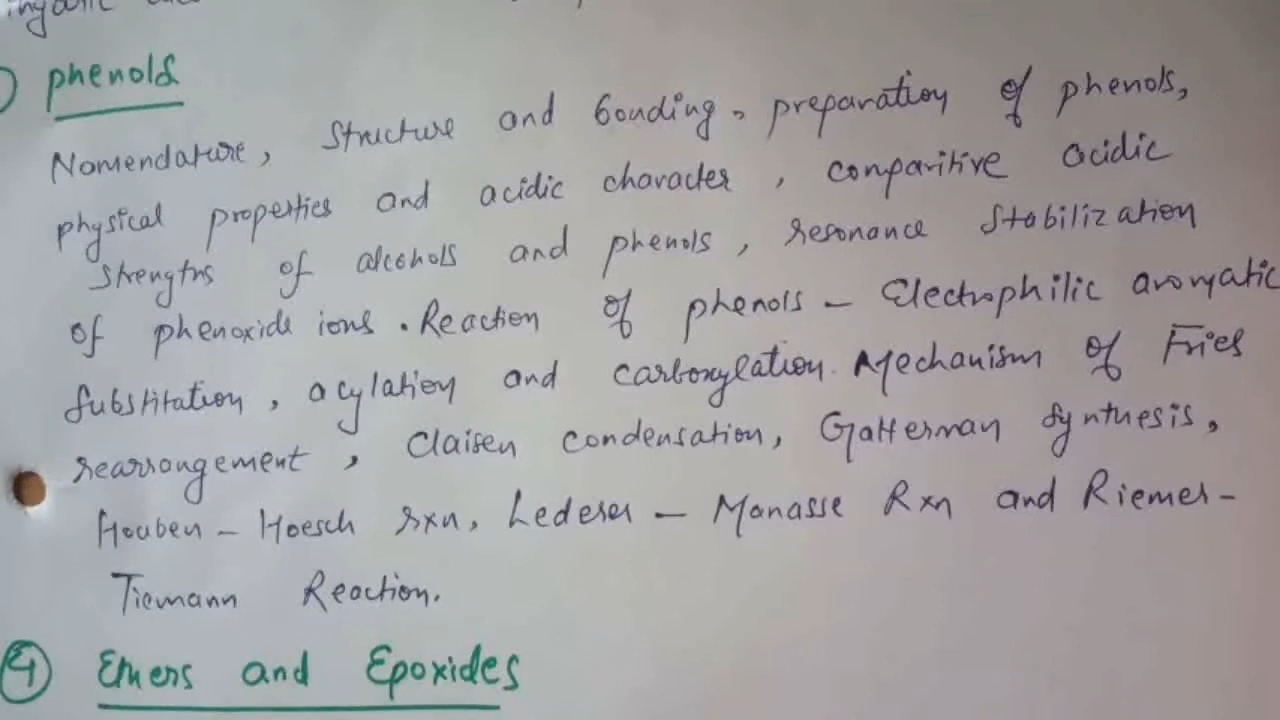 ) phenols
Nomenclature, Structure and bonding, preparation of phenols,
physical properties and acidic character, comparitive acidic
strengths of alcohols and phenols, resonance stabilization
of phenoxide ions. Reaction of phenols - Electrophilic aromatic
substitution, acylation and carboxylation. Mechanism of Fries
rearrangement, Claisen condensation, Gatterman synthesis,
Houben - Hoesch rxn, Lederer - Manasse Rxn and Riemer-
Tiemann Reaction.
4 Ethers and Epoxides